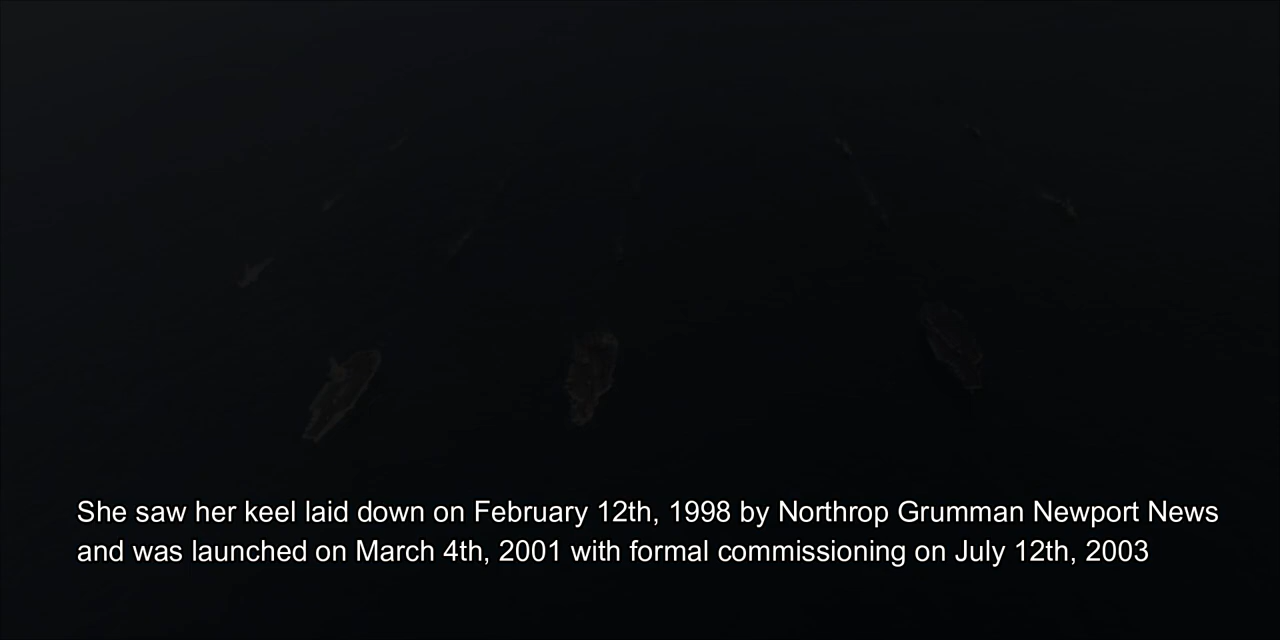 She saw her keel laid down on February 12th, 1998 by Northrop Grumman Newport News
and was launched on March 4th, 2001 with formal commissioning on July 12th, 2003